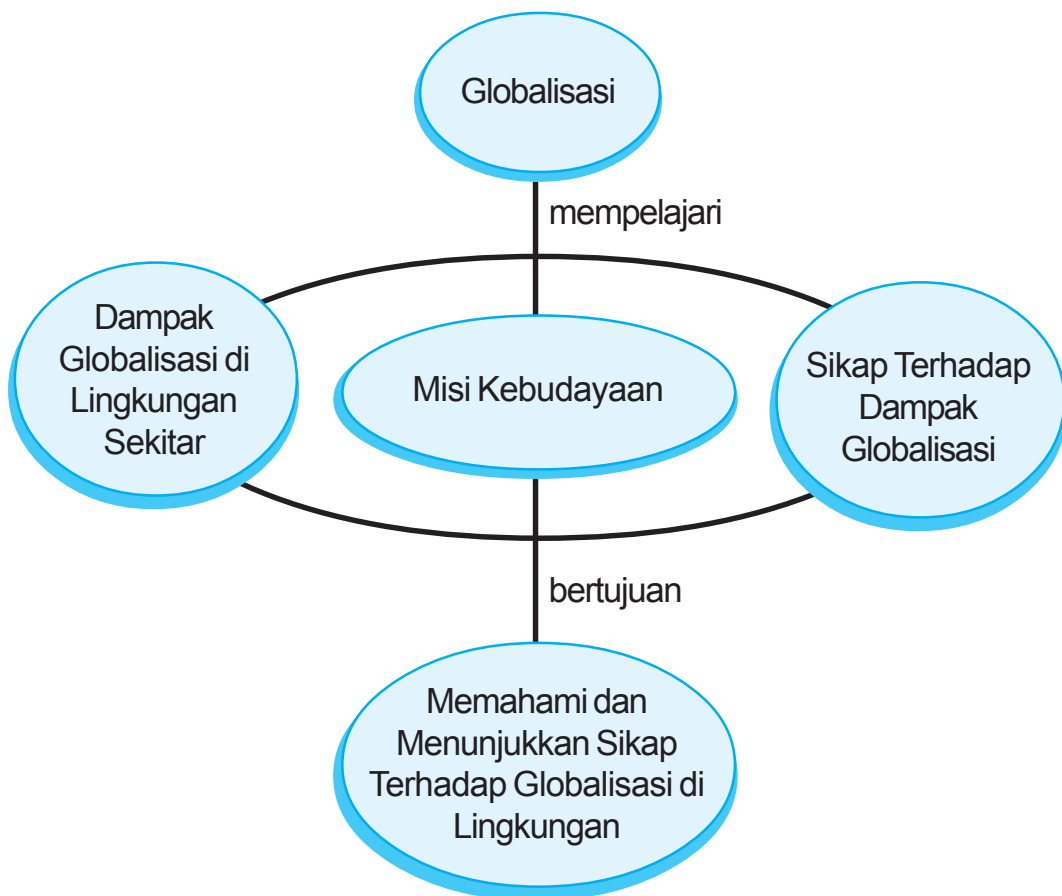 Globalisasi
mempelajari
Dampak
Globalisasi di
Lingkungan
Sekitar
Misi Kebudayaan
Sikap Terhadap
Dampak
Globalisasi
bertujuan
Memahami dan
Menunjukkan Sikap
Terhadap Globalisasi di
Lingkungan